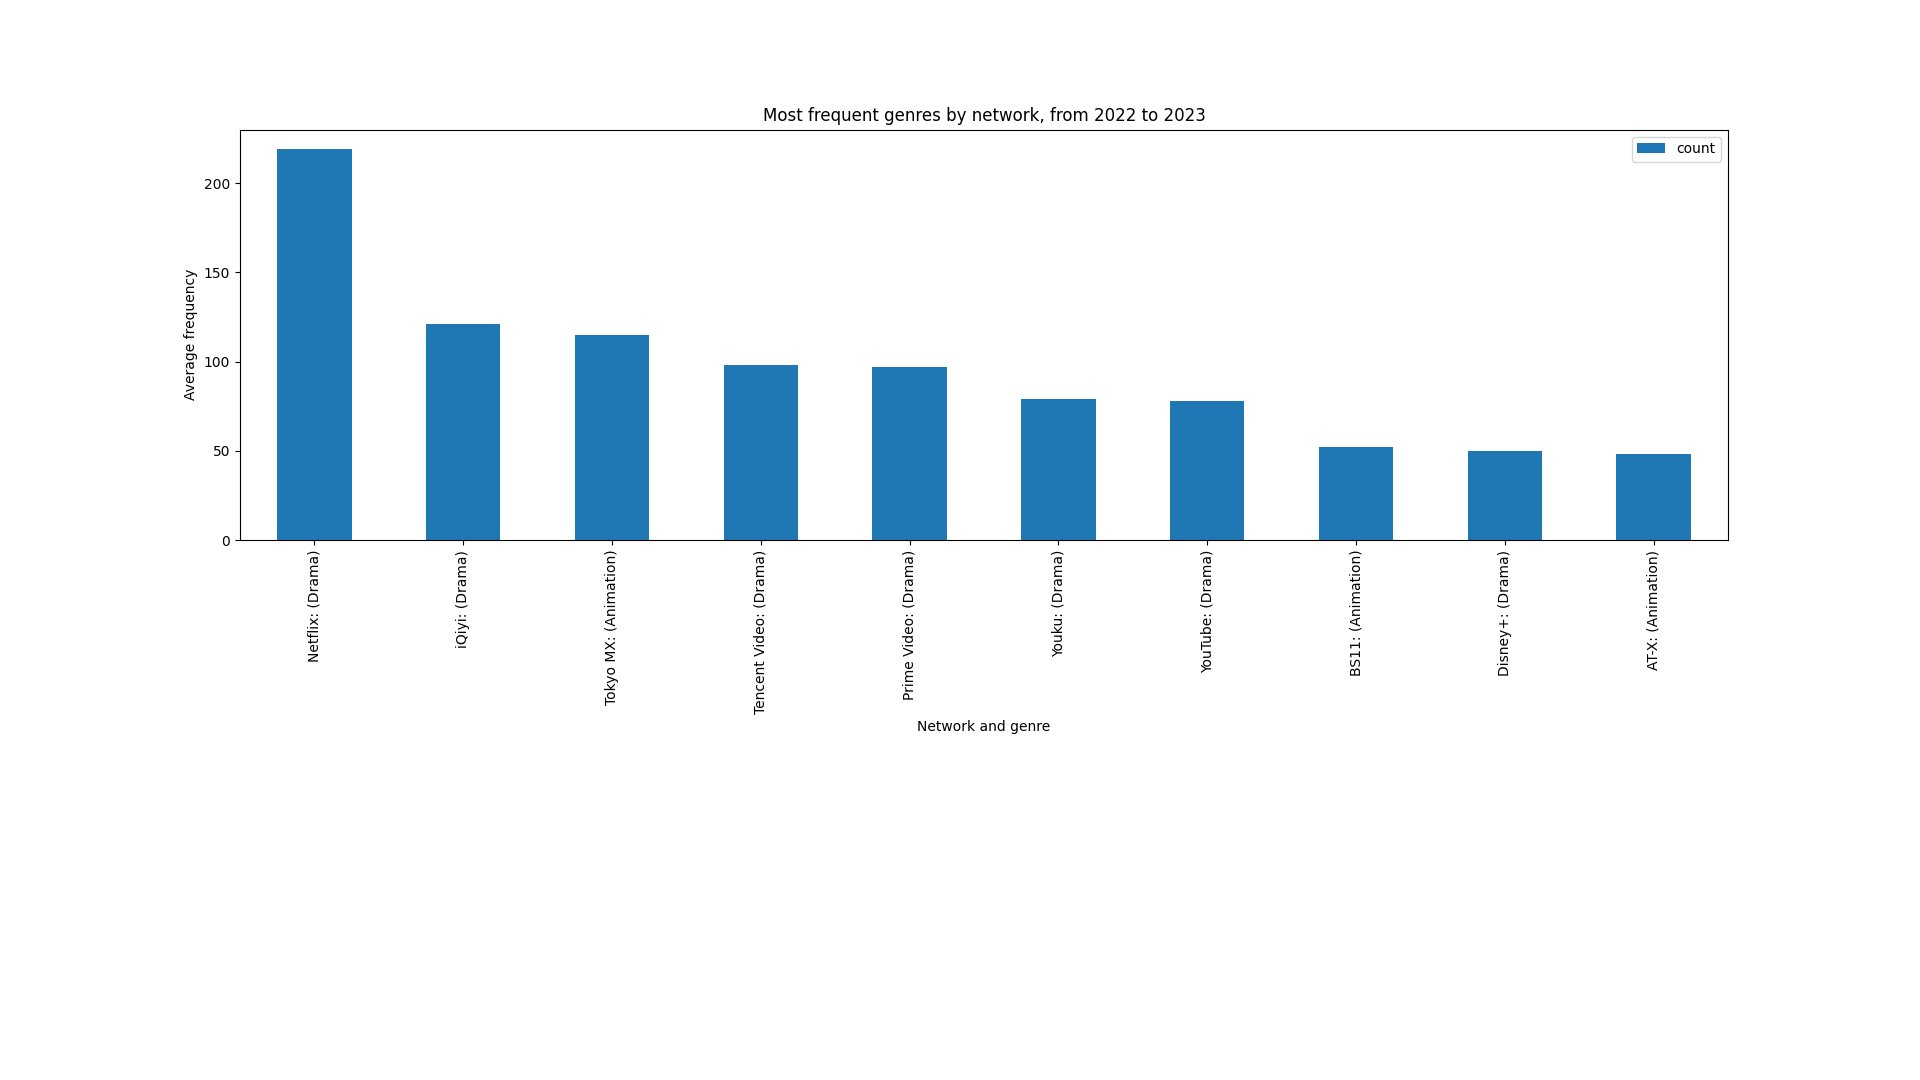 Most frequent genres by network, from 2022 to 2023
count
Average frequency
200
150
100
50
0
Netflix: (Drama)
iQiyi: (Drama)
Tokyo MX: (Animation)
Tencent Video: (Drama)
Prime Video: (Drama)
Youku: (Drama)
YouTube: (Drama)
BS11: (Animation)
Disney+: (Drama)
AT-X: (Animation)
Network and genre